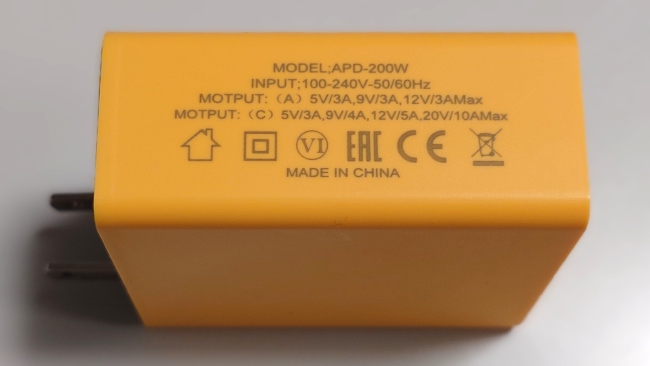 MODEL;APD-200W
INPUT;100-240V-50/60Hz
MOTPUT:（A）5V/3A,9V/3A,12V/3AMax
MOTPUT:（C）5V/3A,9V/4A,12V/5A,20V/10AMax
VI EAC CE
MADE IN CHINA